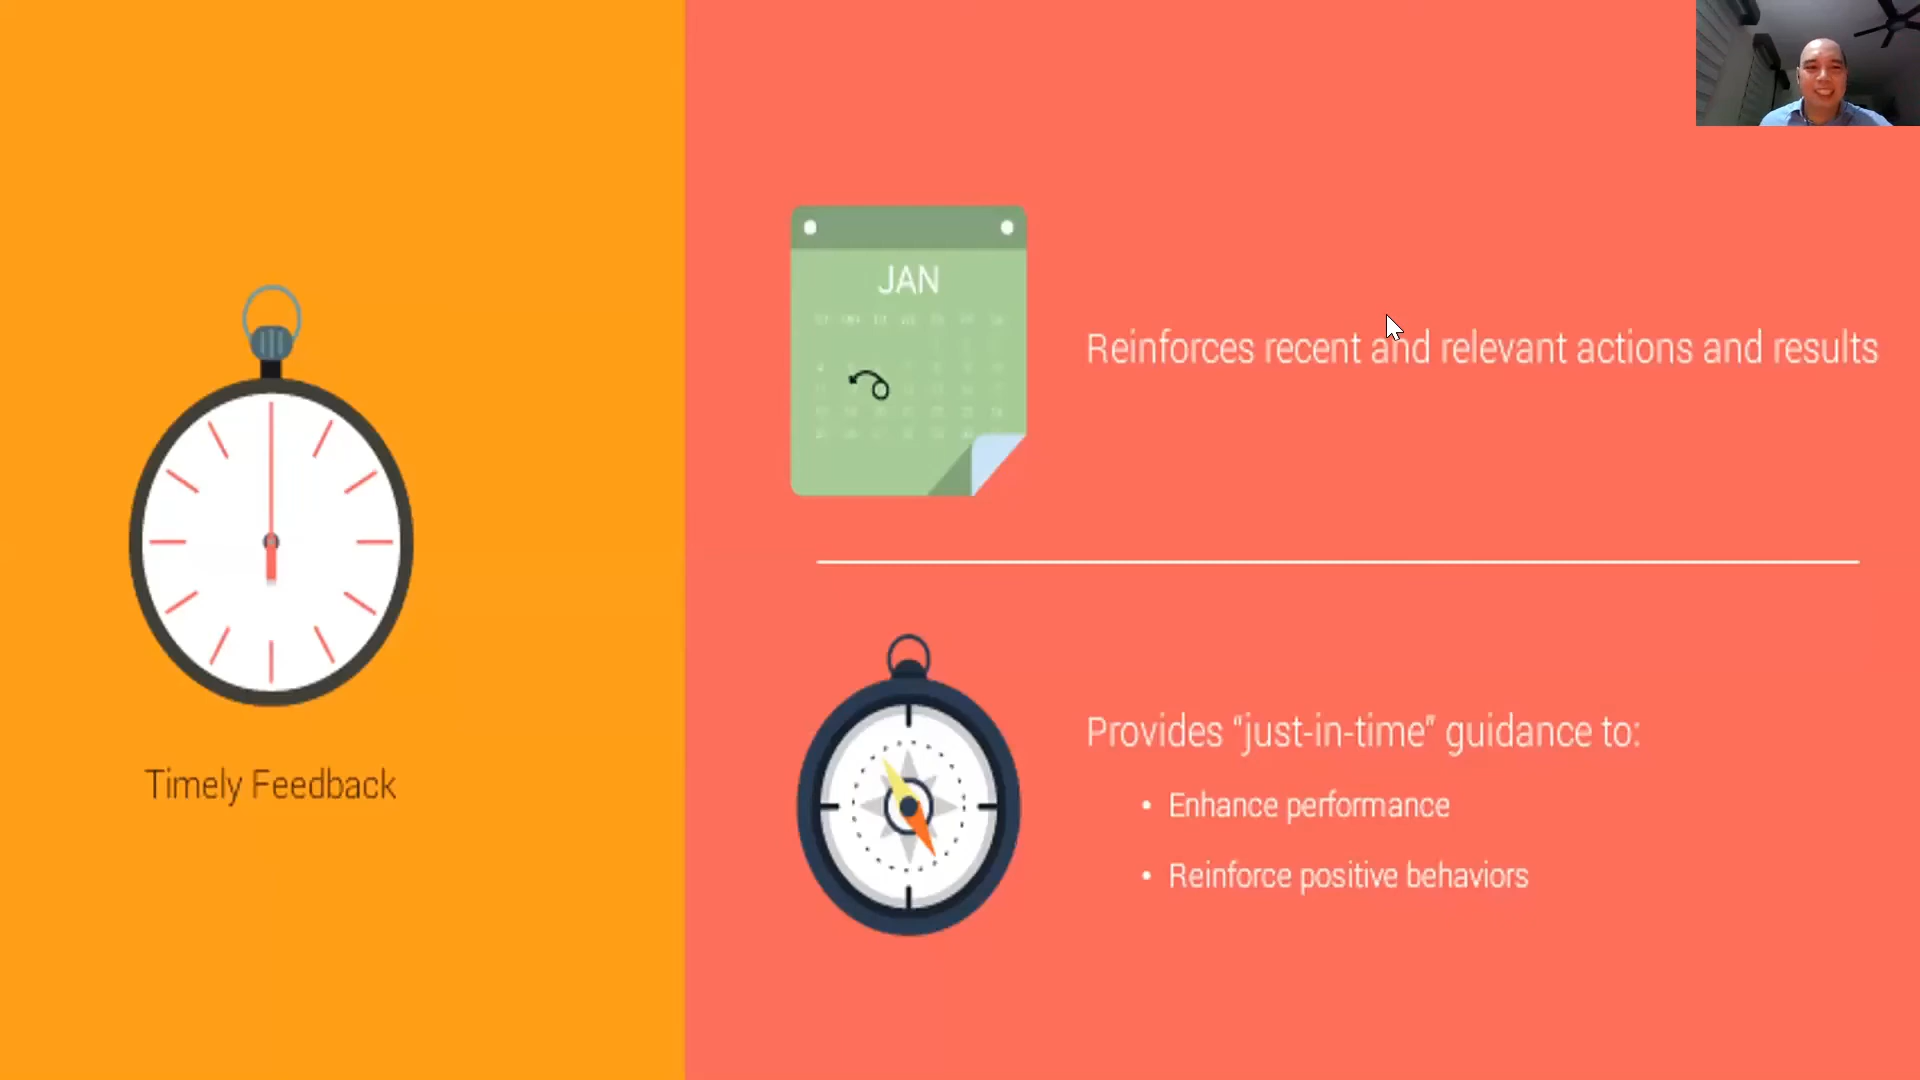 Timely Feedback
JAN
Reinforces recent and relevant actions and results
Provides “just-in-time” guidance to:
• Enhance performance
• Reinforce positive behaviors